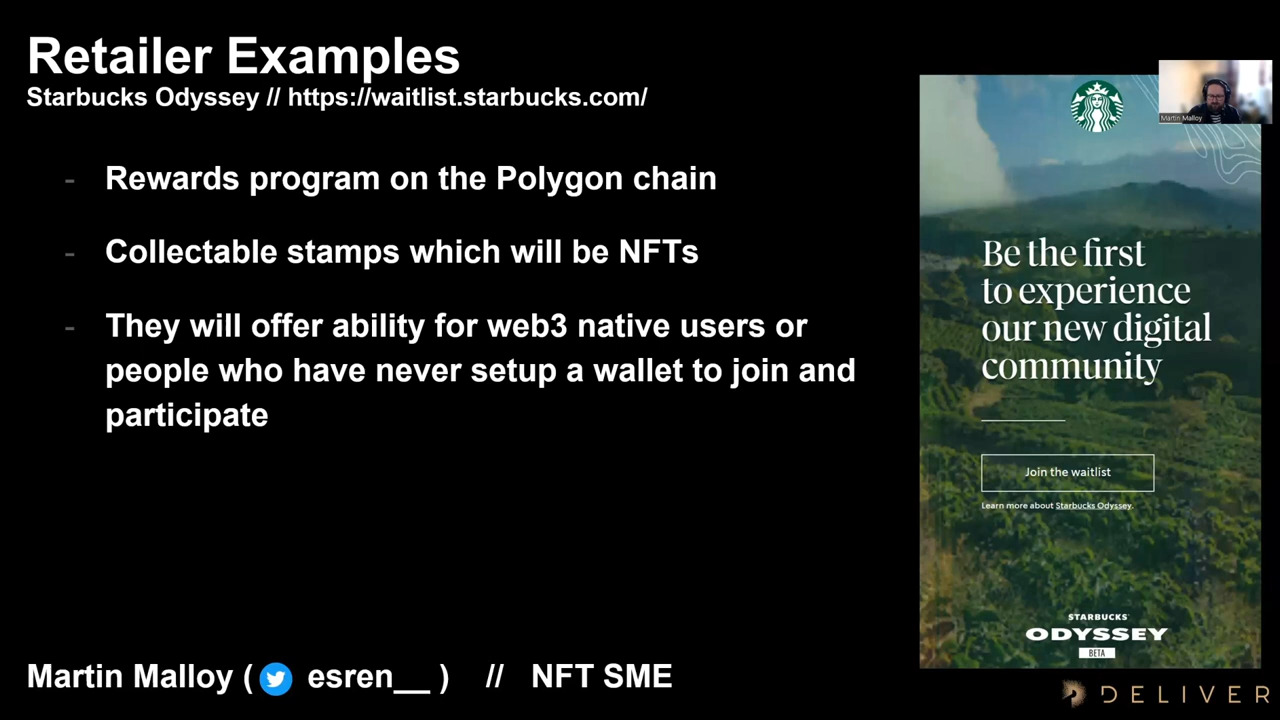 Retailer Examples
Starbucks Odyssey // https://waitlist.starbucks.com/
- Rewards program on the Polygon chain
- Collectable stamps which will be NFTs
- They will offer ability for web3 native users or
people who have never setup a wallet to join and
participate
Martin Malloy
Be the first
to experience
our new digital
community
Join the waitlist
Learn more about Starbucks Odyssey.
STARBUCKS
ODYSSEY
BETA
Martin Malloy ( esren__ ) // NFT SME
DELIVER